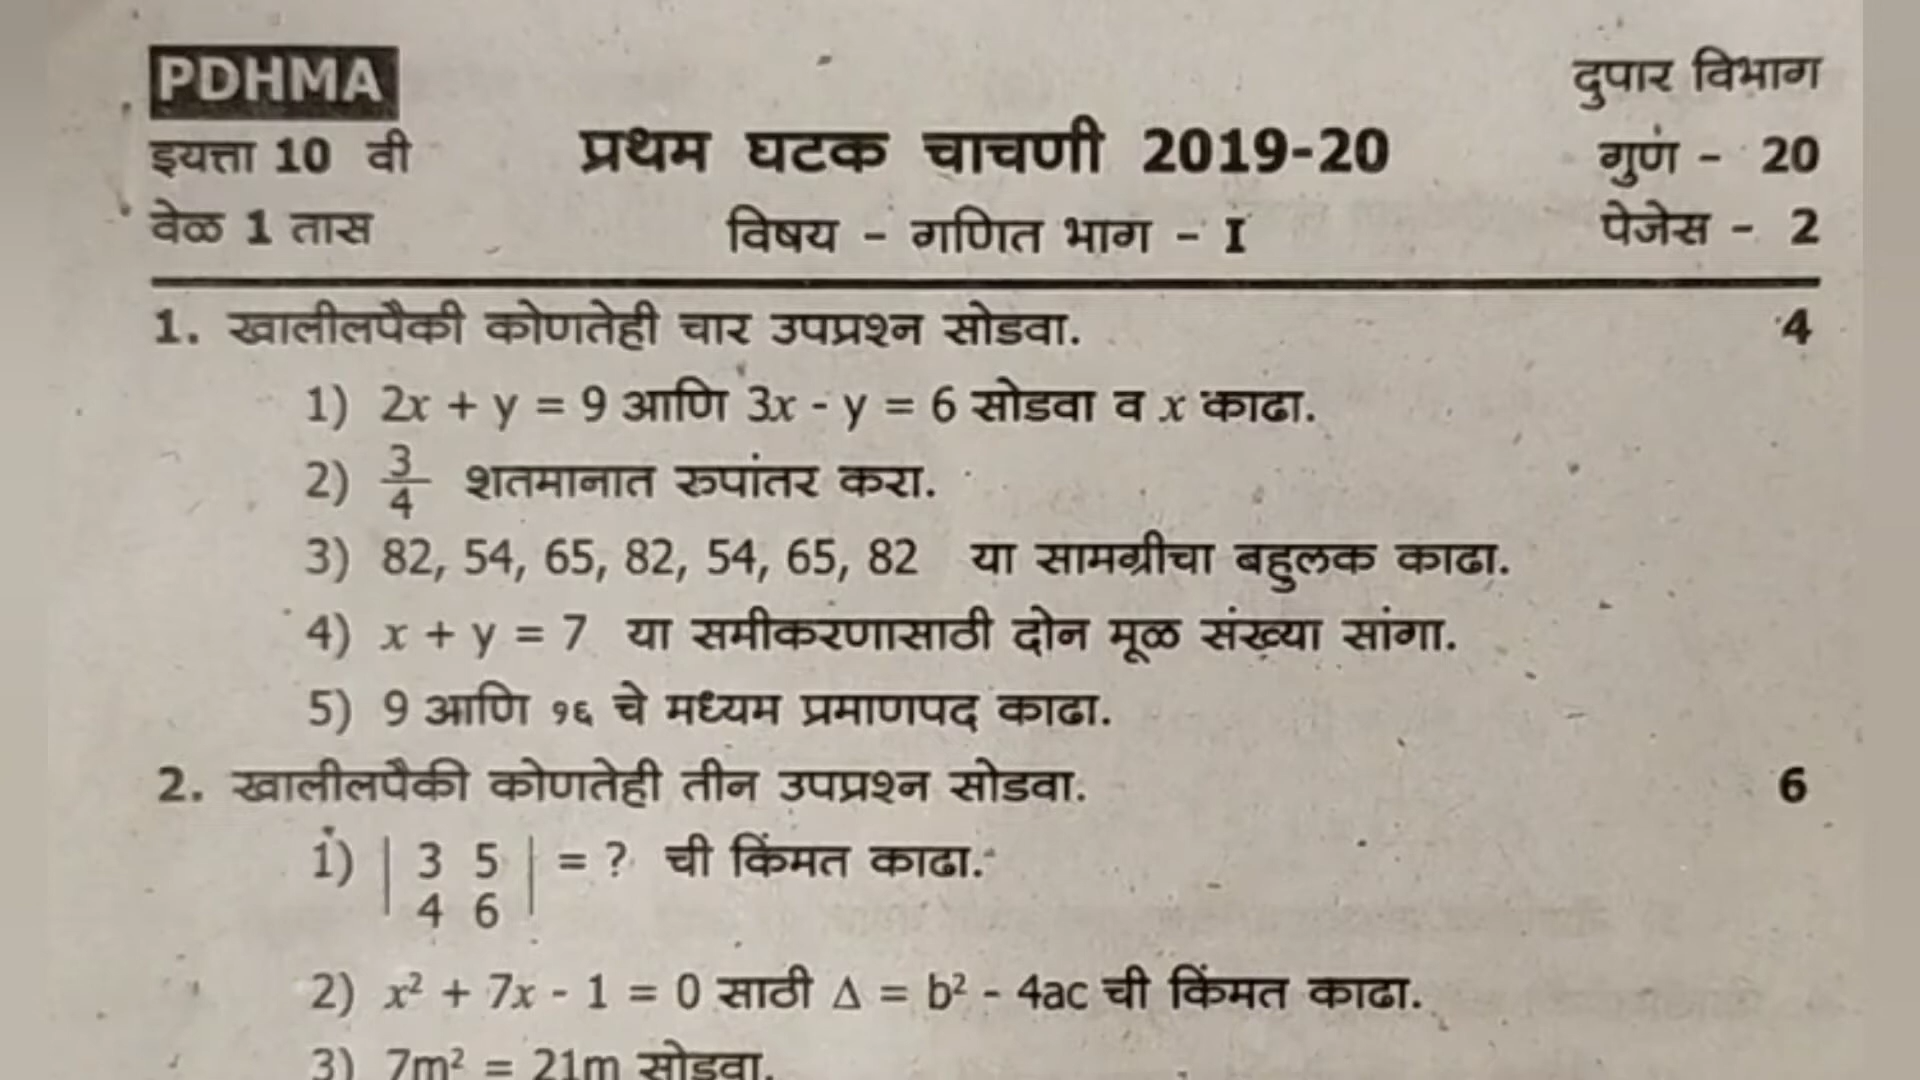 PDHMA
दुपार विभाग
इयत्ता 10 वी प्रथम घटक चाचणी 2019-20 गुण - 20
वेळ 1 तास विषय - गणित भाग - I पेजेस - 2
1. खालीलपैकी कोणतेही चार उपप्रश्न सोडवा. 4
1) 2x + y = 9 आणि 3x - y = 6 सोडवा व x काढा.
2) 3/4 शतमानात रुपांतर करा.
3) 82, 54, 65, 82, 54, 65, 82 या सामग्रीचा बहुलक काढा.
4) x + y = 7 या समीकरणासाठी दोन मूळ संख्या सांगा.
5) 9 आणि १६ चे मध्यम प्रमाणपद काढा.
2. खालीलपैकी कोणतेही तीन उपप्रश्न सोडवा. 6
1) | 3 5 | = ? ची किंमत काढा.
4 6
2) x² + 7x - 1 = 0 साठी Δ = b² - 4ac ची किंमत काढा.
3) 7m² = 21m सोडवा.